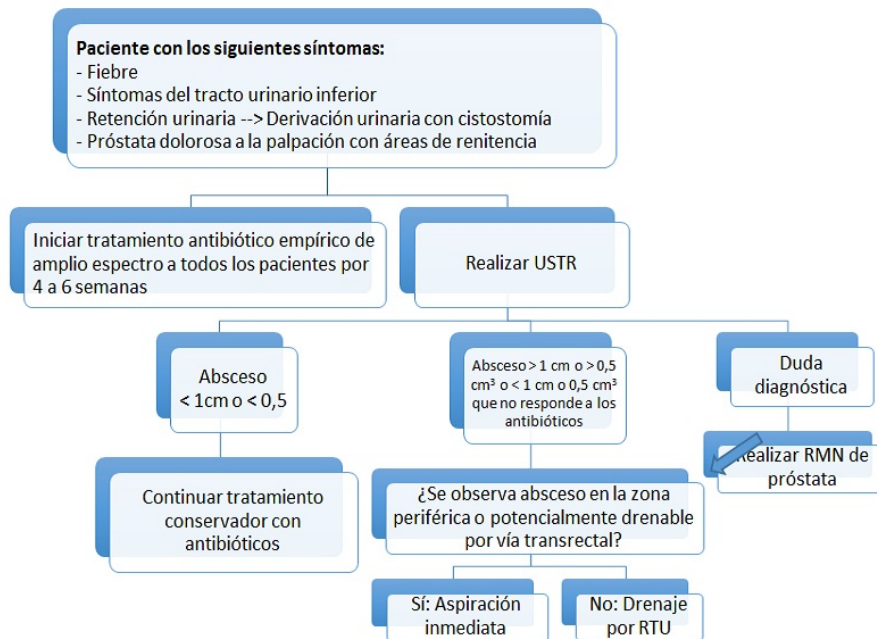 Paciente con los siguientes síntomas:
- Fiebre
- Síntomas del tracto urinario inferior
- Retención urinaria --> Derivación urinaria con cistostomía
- Próstata dolorosa a la palpación con áreas de renitencia
Iniciar tratamiento antibiótico empírico de
amplio espectro a todos los pacientes por
4 a 6 semanas
Realizar USTR
Absceso
< 1cm o < 0,5
Absceso > 1 cm o > 0,5
cm³ o < 1 cm o 0,5 cm³
que no responde a los
antibióticos
Duda
diagnóstica
Continuar tratamiento
conservador con
antibióticos
¿Se observa absceso en la zona
periférica o potencialmente drenable
por vía transrectal?
Realizar RMN de
próstata
Sí: Aspiración
inmediata
No: Drenaje
por RTU